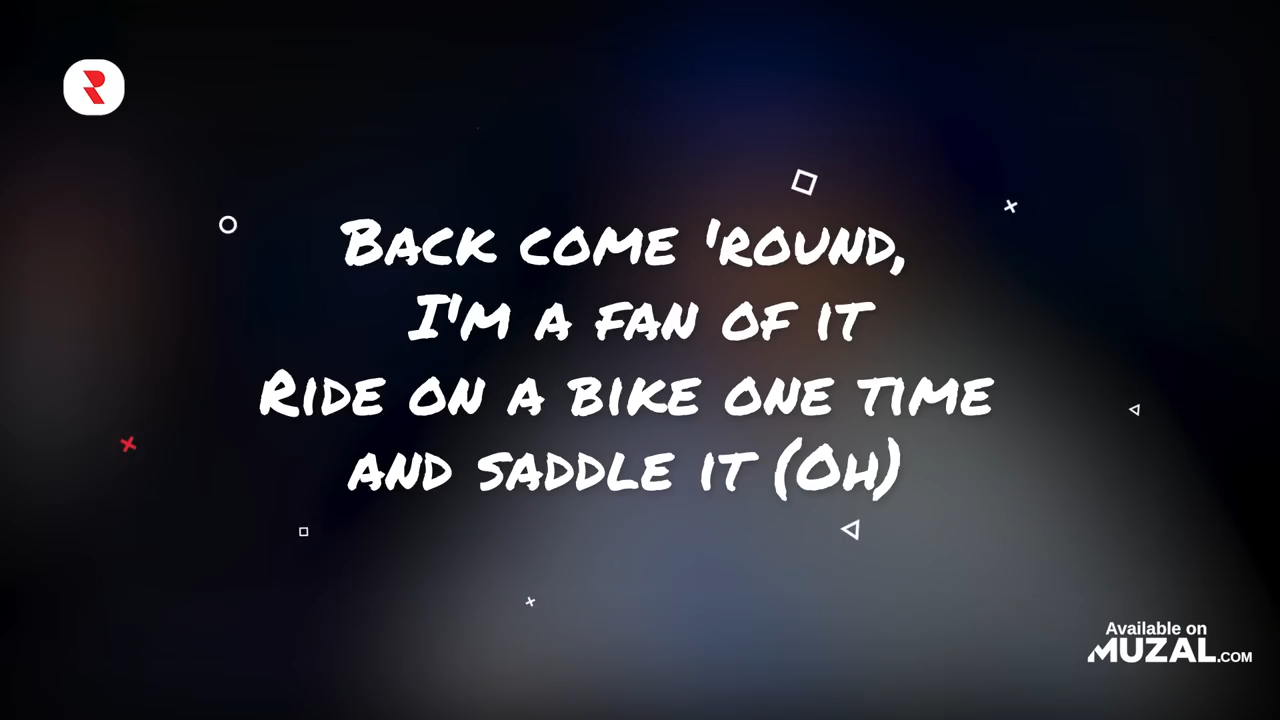 R
Back come 'round,
I'm a fan of it
Ride on a bike one time
and saddle it (Oh)
Available on
MUZAL.COM